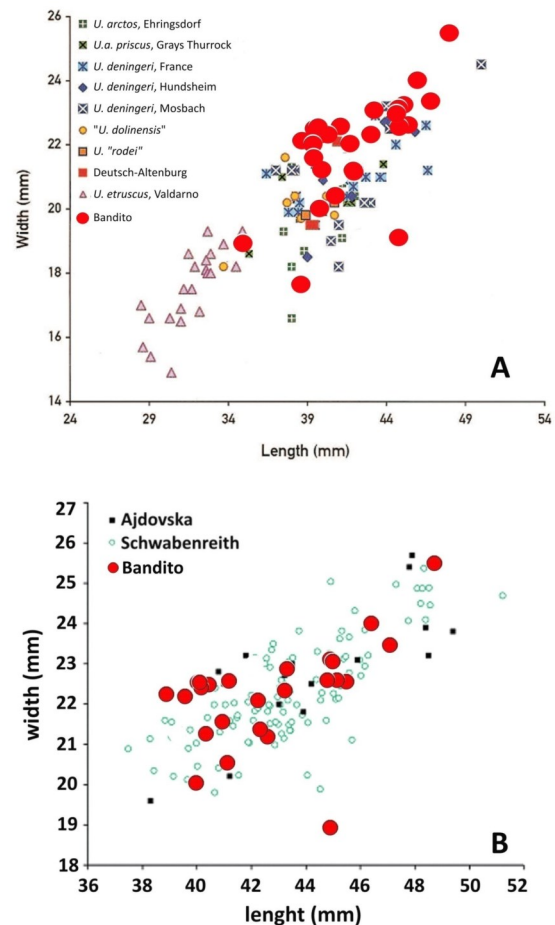 A
26
24
22
20
18
16
14
Width (mm)
U. arctos, Ehringsdorf
U.a. priscus, Grays Thurrock
U. deningeri, France
U. deningeri, Hundsheim
U. deningeri, Mosbach
"U. dolinensis"
U. "rodei"
Deutsch-Altenburg
U. etruscus, Valdarno
Bandito
A
24 29 34 39 44 49 54
Length (mm)
27
26
25
24
23
22
21
20
19
18
width (mm)
Ajdovska
Schwabenreith
Bandito
B
36 38 40 42 44 46 48 50 52
lenght (mm)